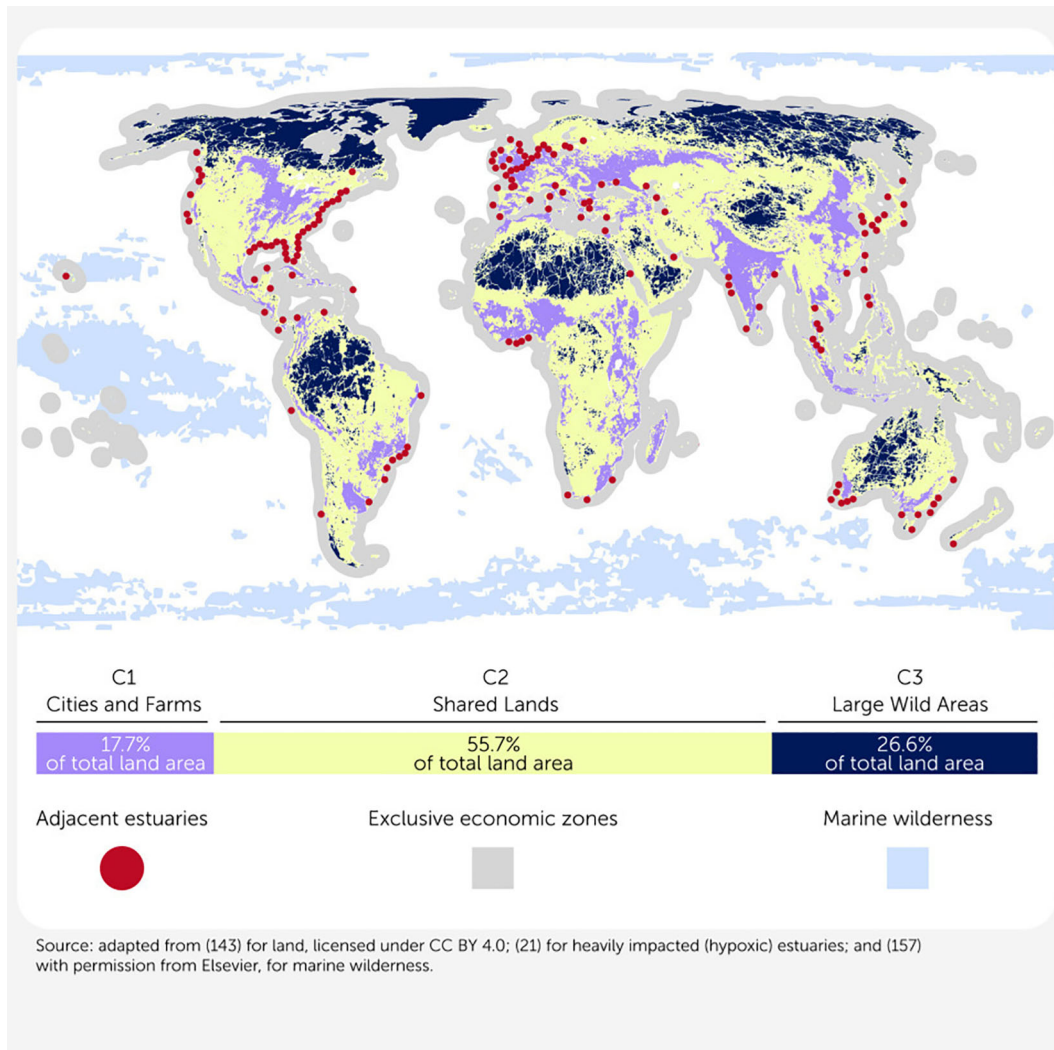 C1
Cities and Farms
C2
Shared Lands
C3
Large Wild Areas
17.7%
of total land area
55.7%
of total land area
26.6%
of total land area
Adjacent estuaries
Exclusive economic zones
Marine wilderness
Source: adapted from (143) for land, licensed under CC BY 4.0; (21) for heavily impacted (hypoxic) estuaries; and (157)
with permission from Elsevier, for marine wilderness.